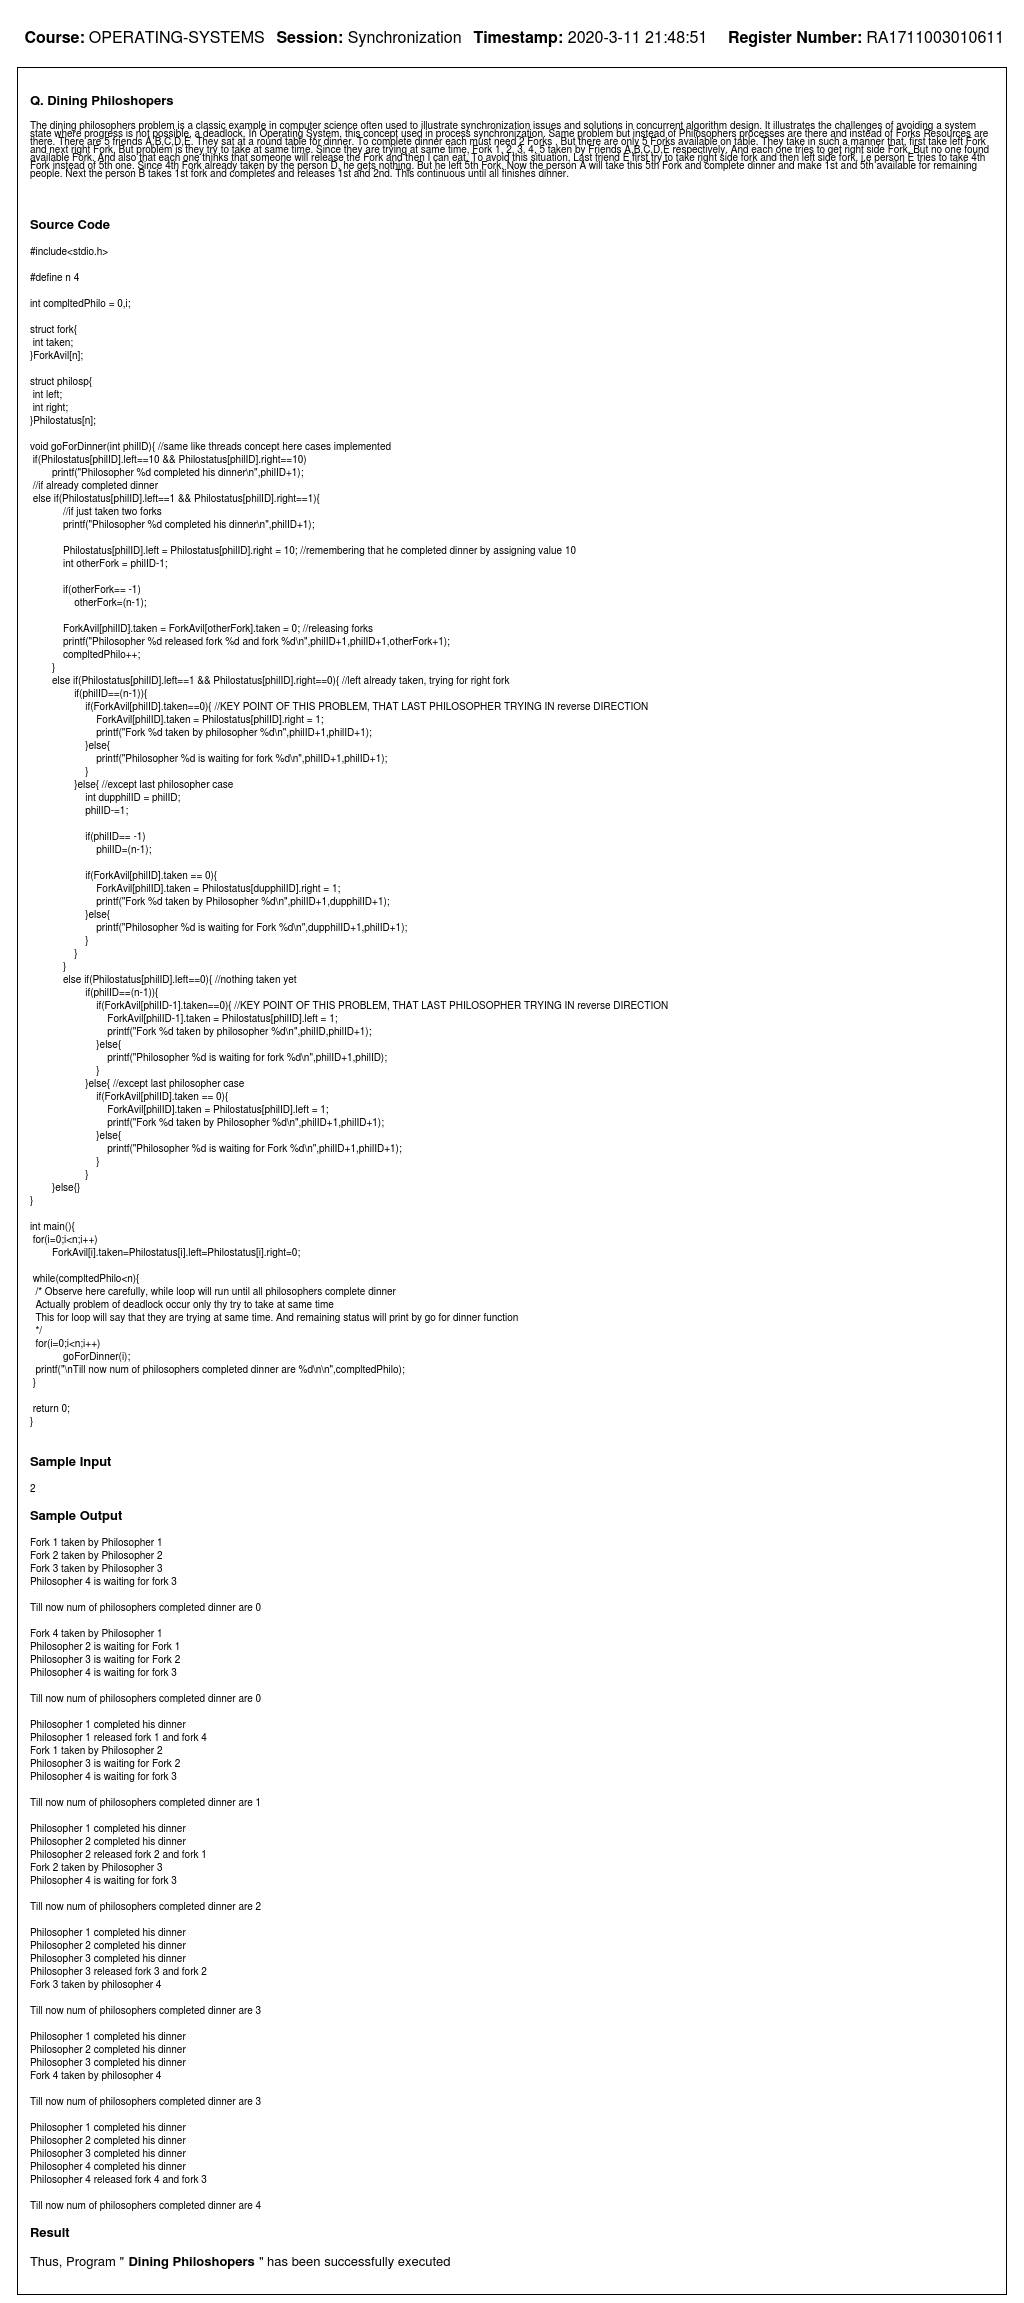 Course: OPERATING-SYSTEMS Session: Synchronization Timestamp: 2020-3-11 21:48:51 Register Number: RA1711003010611
Q. Dining Philoshopers
The dining philosophers problem is a classic example in computer science often used to illustrate synchronization issues and solutions in concurrent algorithm design. It illustrates the challenges of avoiding a system
state where progress is not possible, a deadlock. In Operating System, this concept used in process synchronization. Same problem but instead of Philosophers processes are there and instead of Forks Resources are
there. There are 5 friends A,B,C,D,E. They sat at a round table for dinner. To complete dinner each must need 2 Forks . But there are only 5 Forks available on table. They take in such a manner that, first take left Fork
and next right Fork. But problem is they try to take at same time. Since they are trying at same time, Fork 1, 2, 3, 4, 5 taken by Friends A,B,C,D,E respectively. And each one tries to get right side Fork. But no one found
available Fork. And also that each one thinks that someone will release the Fork and then I can eat. To avoid this situation, Last friend E first try to take right side fork and then left side fork. i.e person E tries to take 4th
Fork instead of 5th one. Since 4th Fork already taken by the person D, he gets nothing. But he left 5th Fork. Now the person A will take this 5th Fork and complete dinner and make 1st and 5th available for remaining
people. Next the person B takes 1st fork and completes and releases 1st and 2nd. This continuous until all finishes dinner.
Source Code
#include<stdio.h>
#define n 4
int compltedPhilo = 0,i;
struct fork{
int taken;
}ForkAvil[n];
struct philosp{
int left;
int right;
}Philostatus[n];
void goForDinner(int philID){ //same like threads concept here cases implemented
if(Philostatus[philID].left==10 && Philostatus[philID].right==10)
printf("Philosopher %d completed his dinner\n",philID+1);
//if already completed dinner
else if(Philostatus[philID].left==1 && Philostatus[philID].right==1){
//if just taken two forks
printf("Philosopher %d completed his dinner\n",philID+1);
Philostatus[philID].left = Philostatus[philID].right = 10; //remembering that he completed dinner by assigning value 10
int otherFork = philID-1;
if(otherFork== -1)
otherFork=(n-1);
ForkAvil[philID].taken = ForkAvil[otherFork].taken = 0; //releasing forks
printf("Philosopher %d released fork %d and fork %d\n",philID+1,philID+1,otherFork+1);
compltedPhilo++;
}
else if(Philostatus[philID].left==1 && Philostatus[philID].right==0){ //left already taken, trying for right fork
if(philID==(n-1)){
if(ForkAvil[philID].taken==0){ //KEY POINT OF THIS PROBLEM, THAT LAST PHILOSOPHER TRYING IN reverse DIRECTION
ForkAvil[philID].taken = Philostatus[philID].right = 1;
printf("Fork %d taken by philosopher %d\n",philID+1,philID+1);
}else{
printf("Philosopher %d is waiting for fork %d\n",philID+1,philID+1);
}
}else{ //except last philosopher case
int dupphilID = philID;
philID-=1;
if(philID== -1)
philID=(n-1);
if(ForkAvil[philID].taken == 0){
ForkAvil[philID].taken = Philostatus[dupphilID].right = 1;
printf("Fork %d taken by Philosopher %d\n",philID+1,dupphilID+1);
}else{
printf("Philosopher %d is waiting for Fork %d\n",dupphilID+1,philID+1);
}
}
}
else if(Philostatus[philID].left==0){ //nothing taken yet
if(philID==(n-1)){
if(ForkAvil[philID-1].taken==0){ //KEY POINT OF THIS PROBLEM, THAT LAST PHILOSOPHER TRYING IN reverse DIRECTION
ForkAvil[philID-1].taken = Philostatus[philID].left = 1;
printf("Fork %d taken by philosopher %d\n",philID,philID+1);
}else{
printf("Philosopher %d is waiting for fork %d\n",philID+1,philID);
}
}else{ //except last philosopher case
if(ForkAvil[philID].taken == 0){
ForkAvil[philID].taken = Philostatus[philID].left = 1;
printf("Fork %d taken by Philosopher %d\n",philID+1,philID+1);
}else{
printf("Philosopher %d is waiting for Fork %d\n",philID+1,philID+1);
}
}
}else{}
}
int main(){
for(i=0;i<n;i++)
ForkAvil[i].taken=Philostatus[i].left=Philostatus[i].right=0;
while(compltedPhilo<n){
/* Observe here carefully, while loop will run until all philosophers complete dinner
Actually problem of deadlock occur only thy try to take at same time
This for loop will say that they are trying at same time. And remaining status will print by go for dinner function
*/
for(i=0;i<n;i++)
goForDinner(i);
printf("\nTill now num of philosophers completed dinner are %d\n\n",compltedPhilo);
}
return 0;
}
Sample Input
2
Sample Output
Fork 1 taken by Philosopher 1
Fork 2 taken by Philosopher 2
Fork 3 taken by Philosopher 3
Philosopher 4 is waiting for fork 3
Till now num of philosophers completed dinner are 0
Fork 4 taken by Philosopher 1
Philosopher 2 is waiting for Fork 1
Philosopher 3 is waiting for Fork 2
Philosopher 4 is waiting for fork 3
Till now num of philosophers completed dinner are 0
Philosopher 1 completed his dinner
Philosopher 1 released fork 1 and fork 4
Fork 1 taken by Philosopher 2
Philosopher 3 is waiting for Fork 2
Philosopher 4 is waiting for fork 3
Till now num of philosophers completed dinner are 1
Philosopher 1 completed his dinner
Philosopher 2 completed his dinner
Philosopher 2 released fork 2 and fork 1
Fork 2 taken by Philosopher 3
Philosopher 4 is waiting for fork 3
Till now num of philosophers completed dinner are 2
Philosopher 1 completed his dinner
Philosopher 2 completed his dinner
Philosopher 3 completed his dinner
Philosopher 3 released fork 3 and fork 2
Fork 3 taken by philosopher 4
Till now num of philosophers completed dinner are 3
Philosopher 1 completed his dinner
Philosopher 2 completed his dinner
Philosopher 3 completed his dinner
Fork 4 taken by philosopher 4
Till now num of philosophers completed dinner are 3
Philosopher 1 completed his dinner
Philosopher 2 completed his dinner
Philosopher 3 completed his dinner
Philosopher 4 completed his dinner
Philosopher 4 released fork 4 and fork 3
Till now num of philosophers completed dinner are 4
Result
Thus, Program " Dining Philoshopers " has been successfully executed